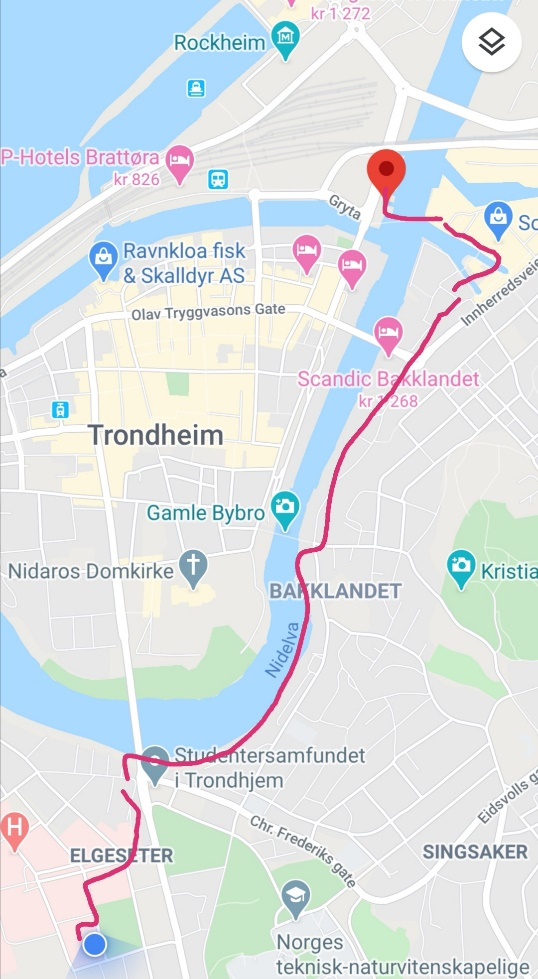 kr 1 272
Rockheim
P-Hotels Brattøra
kr 826
Gryta
Ravnkloa fisk
& Skalldyr AS
Innherredsveie
Olav Tryggvasons Gate
Scandic Bakklandet
kr 1 268
Trondheim
Gamle Bybro
Nidaros Domkirke
Kristia
BAKKLANDET
Nidelva
Studentersamfundet
i Trondhjem
Chr. Frederiks gate
Eidsvolls g
H
ELGESETER
SINGSAKER
Norges
teknisk-naturvitenskapelige